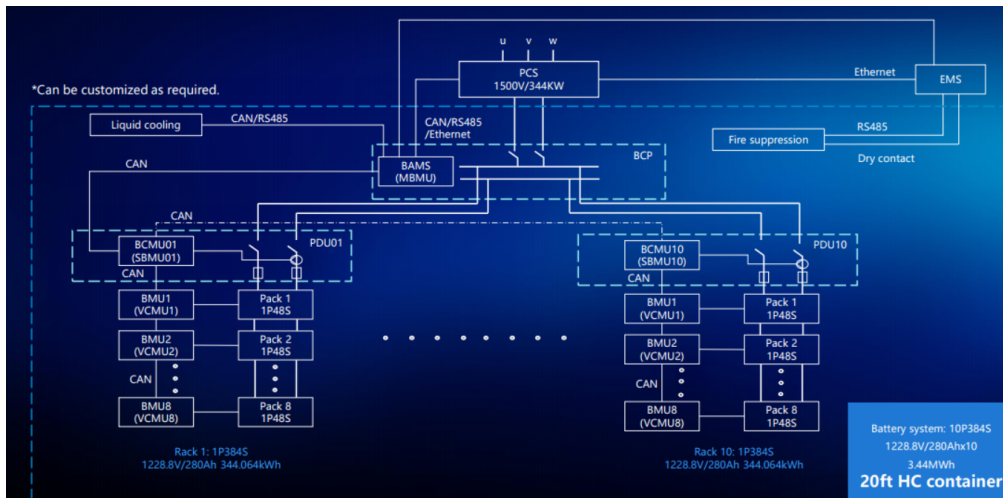 u v w
PCS
1500V/344KW
Ethernet
EMS
*Can be customized as required.
Liquid cooling
CAN/RS485
CAN/RS485
/Ethernet
RS485
Fire suppression
Dry contact
CAN
BAMS
(MBMU)
BCP
CAN
BCMU01
(SBMU01)
PDU01
CAN
BCMU10
(SBMU10)
PDU10
CAN
BMU1
(VCMU1)
Pack 1
1P48S
BMU2
(VCMU2)
Pack 2
1P48S
CAN
BMU8
(VCMU8)
Pack 8
1P48S
BMU1
(VCMU1)
Pack 1
1P48S
BMU2
(VCMU2)
Pack 2
1P48S
CAN
BMU8
(VCMU8)
Pack 8
1P48S
Rack 1: 1P384S
1228.8V/280Ah 344.064kWh
Rack 10: 1P384S
1228.8V/280Ah 344.064kWh
Battery system: 10P384S
1228.8V/280Ahx10
3.44MWh
20ft HC container